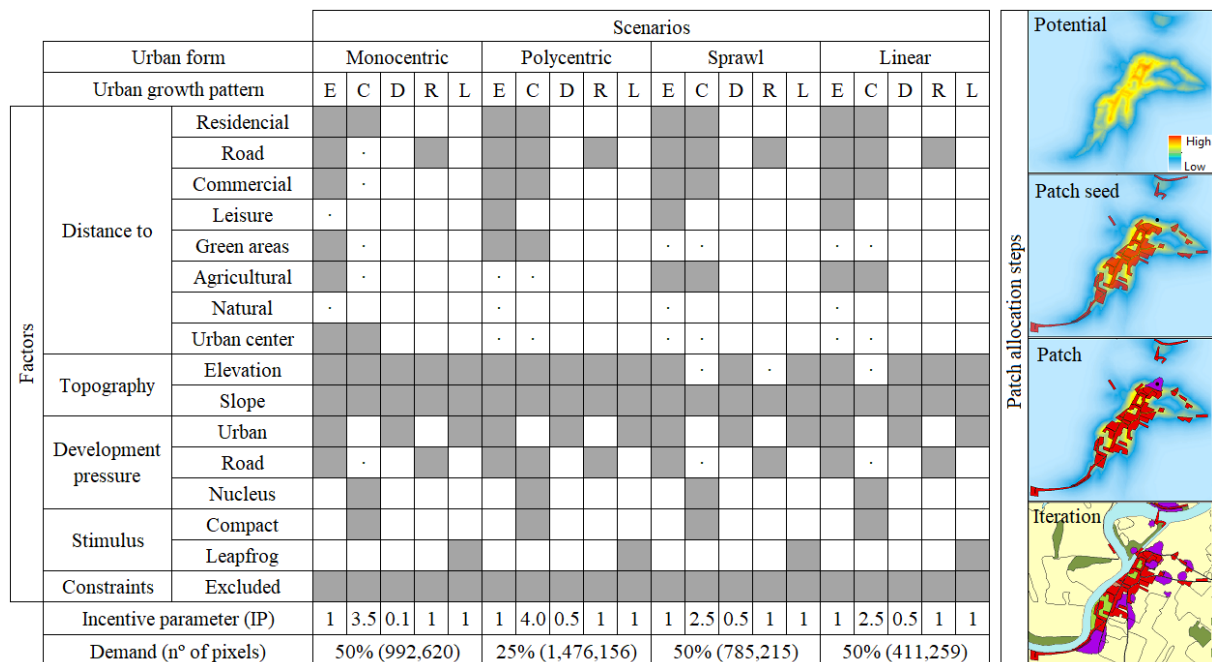 Scenarios
Urban form Monocentric Polycentric Sprawl Linear
Urban growth pattern E C D R L E C D R L E C D R L E C D R L
Factors
Distance to
Residencial
Road
Commercial
Leisure
Green areas
Agricultural
Natural
Urban center
Topography
Elevation
Slope
Development
pressure
Urban
Road
Nucleus
Stimulus
Compact
Leapfrog
Constraints
Excluded
Incentive parameter (IP) 1 3.5 0.1 1 1 1 4.0 0.5 1 1 1 2.5 0.5 1 1 1 2.5 0.5 1 1
Demand (nº of pixels) 50% (992,620) 25% (1,476,156) 50% (785,215) 50% (411,259)
Patch allocation steps
Potential
High
Low
Patch seed
Patch
Iteration